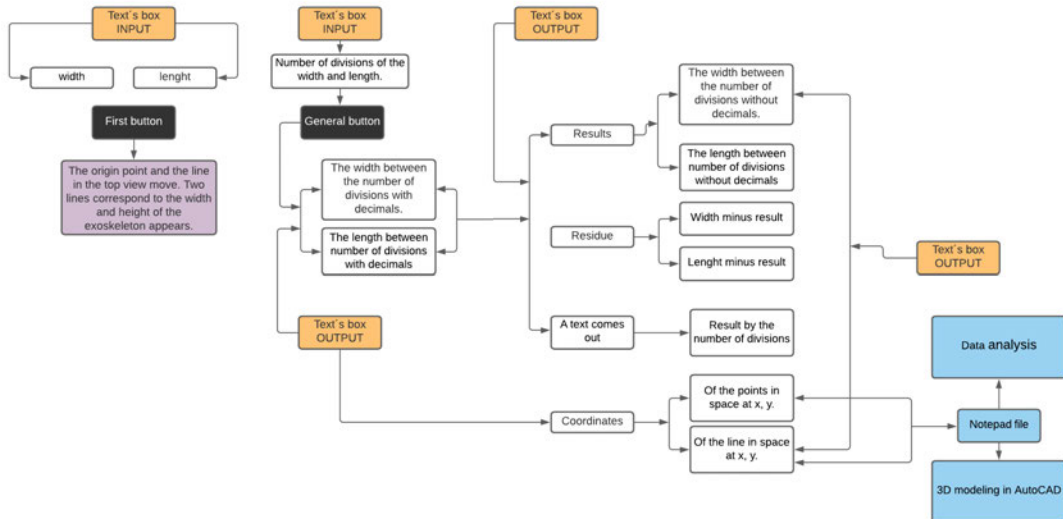 Text´s box
INPUT
width
lenght
First button
The origin point and the line
in the top view move. Two
lines correspond to the width
and height of the
exoskeleton appears.
Text´s box
INPUT
Number of divisions of the
width and length.
General button
The width between
the number of
divisions with
decimals.
The length between
number of divisions
with decimals
Text´s box
OUTPUT
Text´s box
OUTPUT
Results
The width between
the number of
divisions without
decimals.
The length between
number of divisions
without decimals
Residue
Width minus result
Lenght minus result
A text comes
out
Result by the
number of divisions
Coordinates
Of the points in
space at x, y.
Of the line in space
at x, y.
Text´s box
OUTPUT
Data analysis
Notepad file
3D modeling in AutoCAD